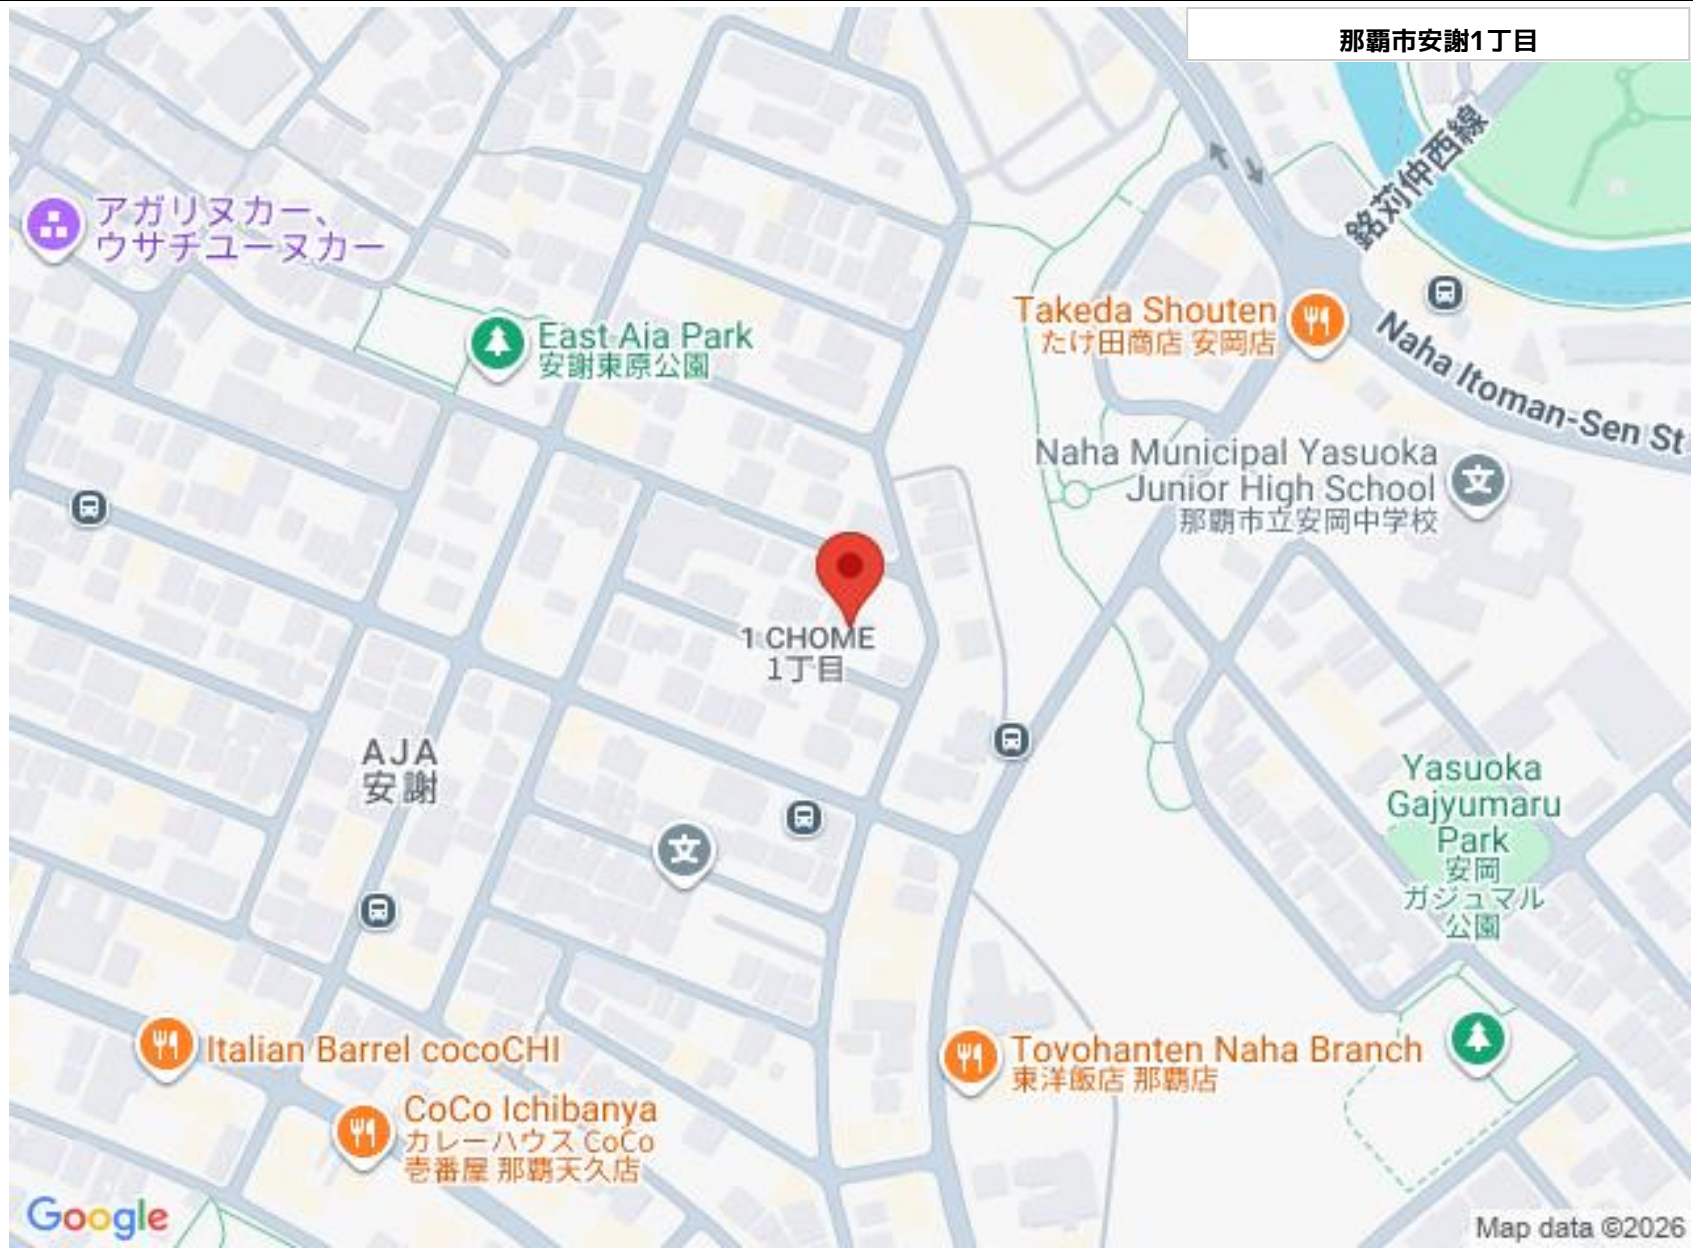 那覇市安謝1丁目
銘苅仲西線
アガリヌカー、
ウサチユーヌカー
East Aja Park
安謝東原公園
Takeda Shouten
たけ田商店 安岡店
Naha Itoman-Sen St
Naha Municipal Yasuoka
Junior High School
那覇市立安岡中学校
1 CHOME
1丁目
AJA
安謝
Yasuoka
Gajyumaru
Park
安岡
ガジュマル
公園
Italian Barrel cocoCHI
Toyohanten Naha Branch
東洋飯店 那覇店
CoCo Ichibanya
カレーハウス CoCo
壱番屋 那覇天久店
文
文
Google
Map data ©2026